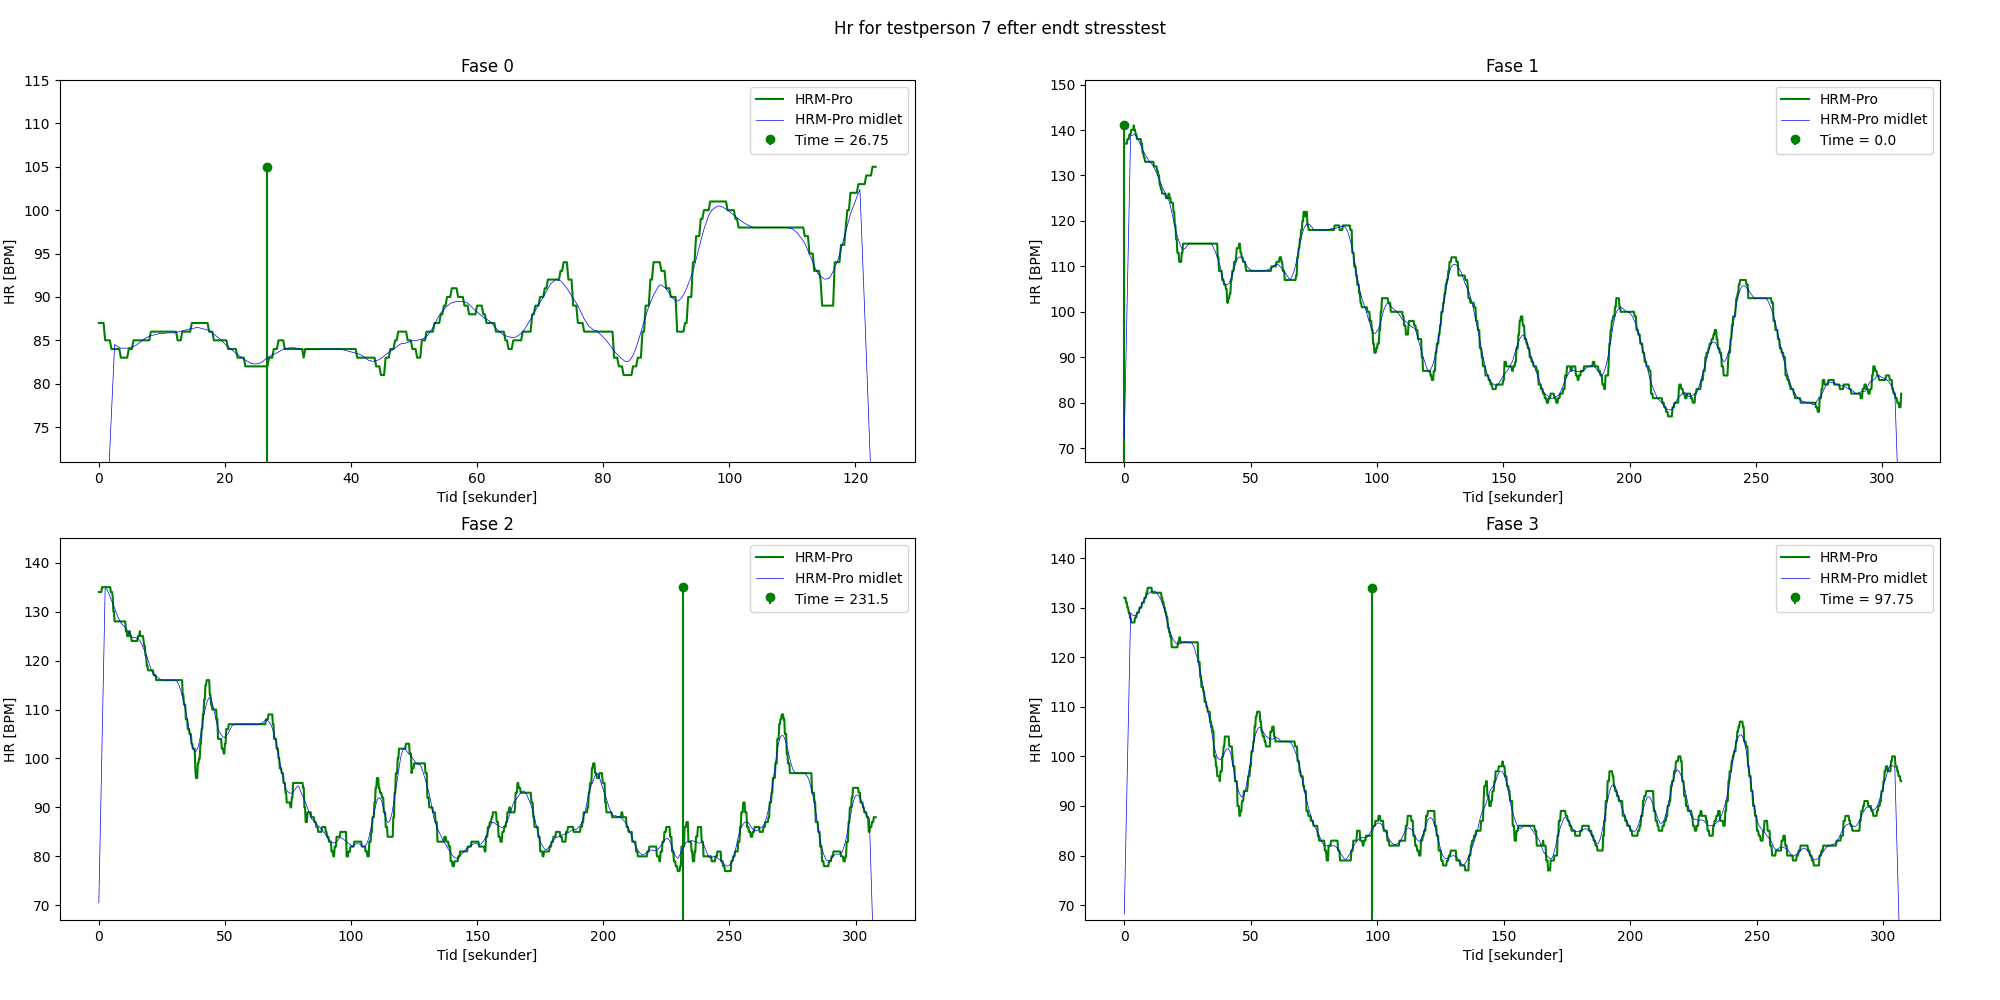 Hr for testperson 7 efter endt stresstest
Fase 0
115
110
105
100
95
90
85
80
75
HR [BPM]
0 20 40 60 80 100 120
Tid [sekunder]
HRM-Pro
HRM-Pro midlet
Time = 26.75
Fase 1
150
140
130
120
110
100
90
80
70
HR [BPM]
0 50 100 150 200 250 300
Tid [sekunder]
HRM-Pro
HRM-Pro midlet
Time = 0.0
Fase 2
140
130
120
110
100
90
80
70
HR [BPM]
0 50 100 150 200 250 300
Tid [sekunder]
HRM-Pro
HRM-Pro midlet
Time = 231.5
Fase 3
140
130
120
110
100
90
80
70
HR [BPM]
0 50 100 150 200 250 300
Tid [sekunder]
HRM-Pro
HRM-Pro midlet
Time = 97.75